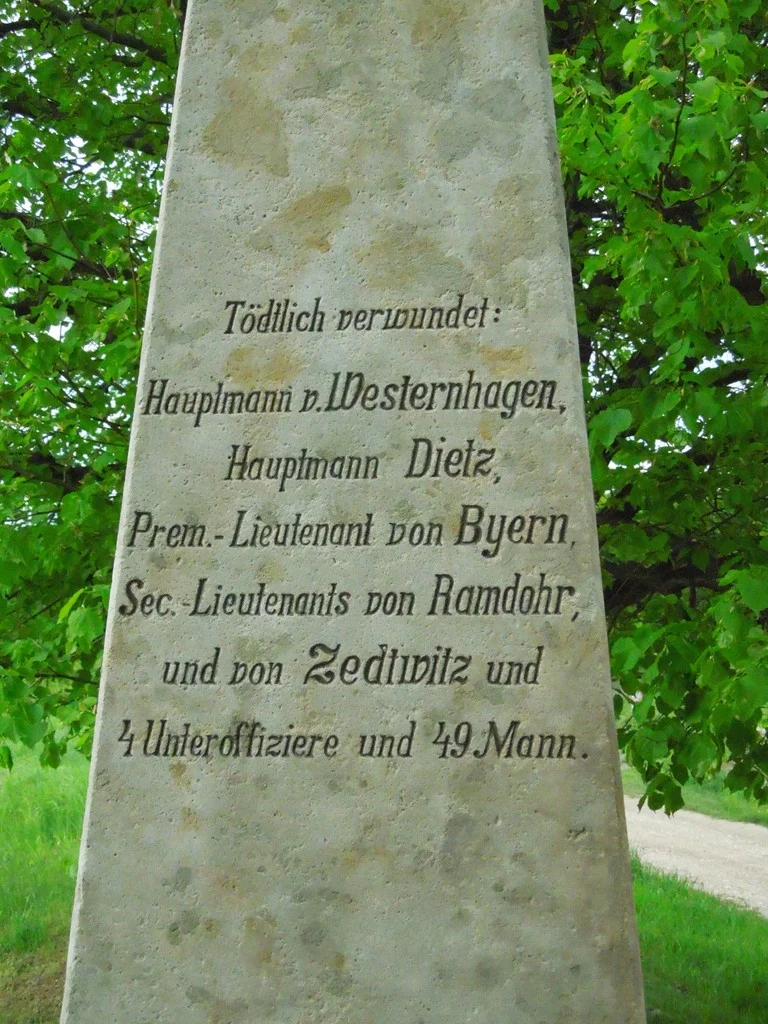 Tödtlich verwundet:
Hauptmann v. Westernhagen,
Hauptmann Dietz,
Prem.-Lieutenant von Byern,
Sec.-Lieutenants von Ramdohr,
und von Zedtwitz und
4 Unteroffiziere und 49 Mann.